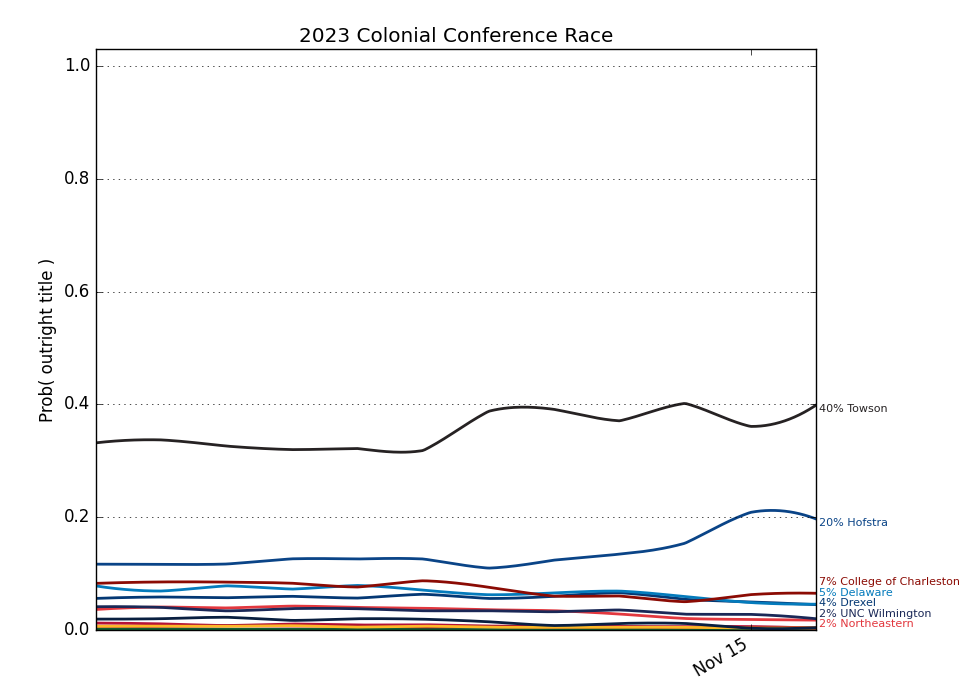 2023 Colonial Conference Race
1.0
0.8
0.6
0.4
0.2
0.0
Prob( outright title )
40% Towson
20% Hofstra
7% College of Charleston
5% Delaware
4% Drexel
2% UNC Wilmington
2% Northeastern
Nov 15